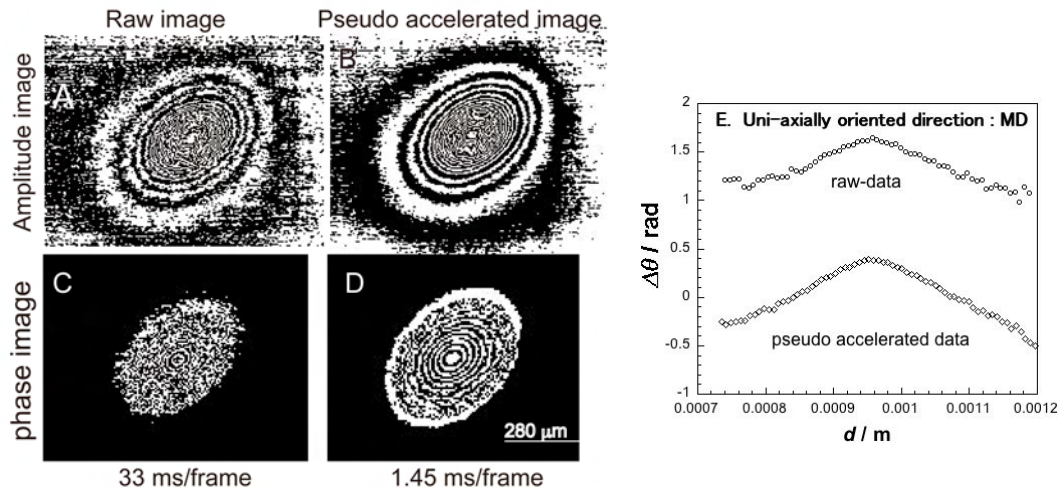 Raw image
Pseudo accelerated image
Amplitude image
A
B
phase image
C
D
280 μm
33 ms/frame
1.45 ms/frame
E. Uni-axially oriented direction : MD
raw-data
pseudo accelerated data
Δθ / rad
2
1.5
1
0.5
0
-0.5
-1
0.0007
0.0008
0.0009
0.001
0.0011
0.0012
d / m